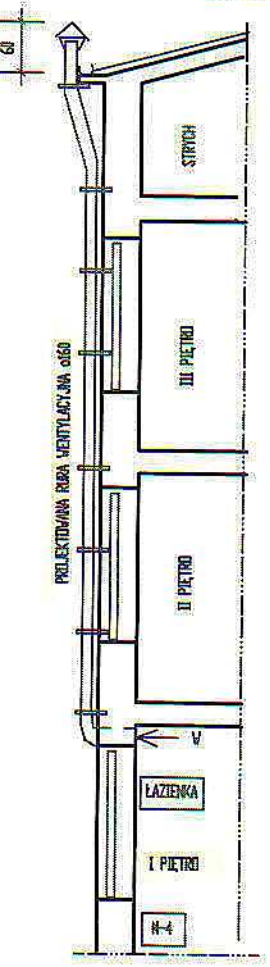 60
STRYCH
III PIĘTRO
PROJEKTOWANA RURA WENTYLACYJNA ø160
II PIĘTRO
A
ŁAZIENKA
I PIĘTRO
N-4